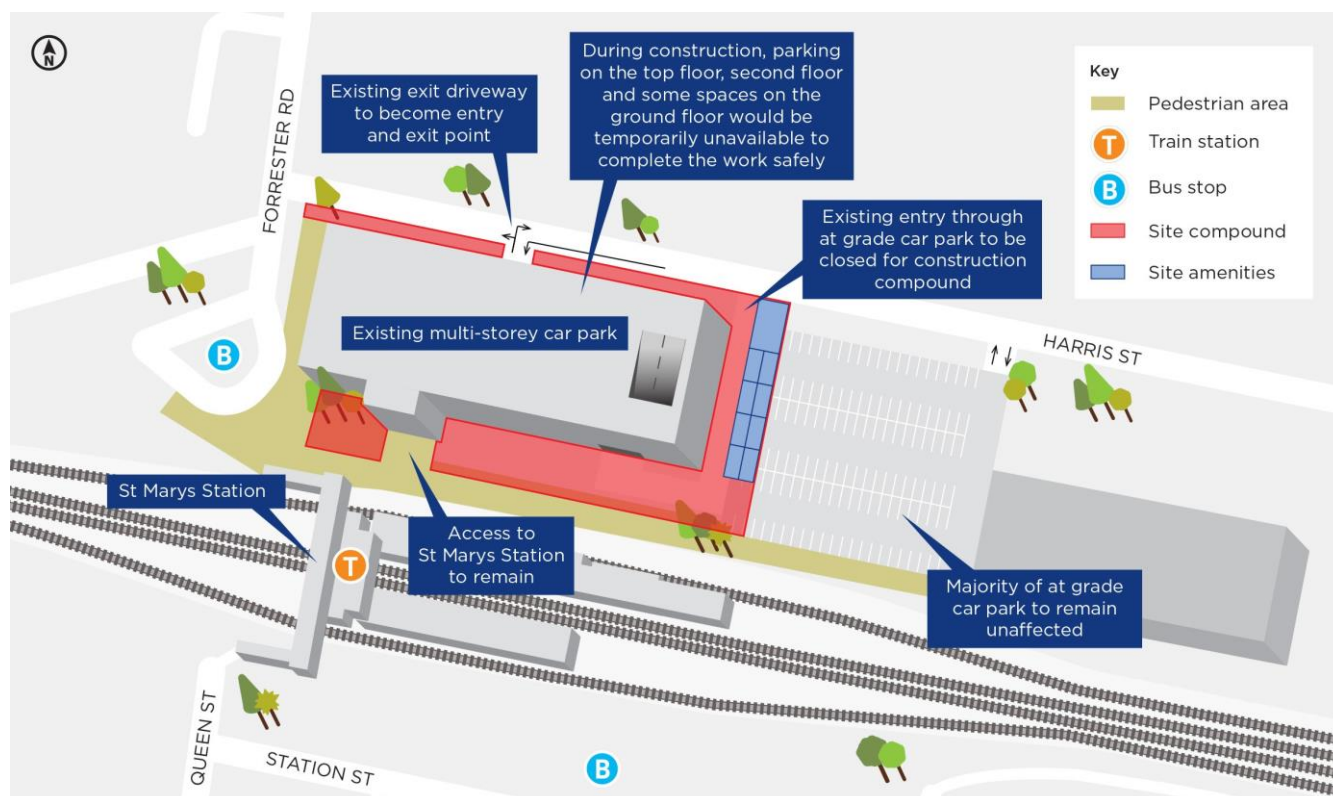 N
FORRESTER RD
Existing exit driveway
to become entry
and exit point
During construction, parking
on the top floor, second floor
and some spaces on the
ground floor would be
temporarily unavailable to
complete the work safely
Key
Pedestrian area
T
Train station
B
Bus stop
Site compound
Site amenities
Existing entry through
at grade car park to be
closed for construction
compound
HARRIS ST
Existing multi-storey car park
B
St Marys Station
T
Access to
St Marys Station
to remain
Majority of at grade
car park to remain
unaffected
QUEEN ST
STATION ST
B